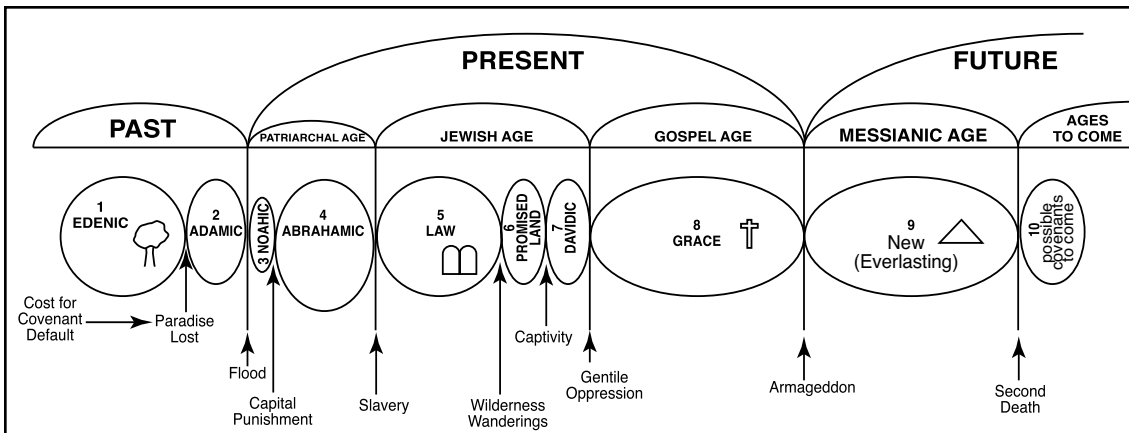 PRESENT
FUTURE
PAST
PATRIARCHAL AGE
JEWISH AGE
GOSPEL AGE
MESSIANIC AGE
AGES
TO COME
1
EDENIC
2
ADAMIC
3 NOAHIC
4
ABRAHAMIC
5
LAW
6
PROMISED
LAND
7
DAVIDIC
8
GRACE
9
New
(Everlasting)
10
possible
covenants
to come
Cost for
Covenant
Default
Paradise
Lost
Flood
Capital
Punishment
Slavery
Wilderness
Wanderings
Captivity
Gentile
Oppression
Armageddon
Second
Death